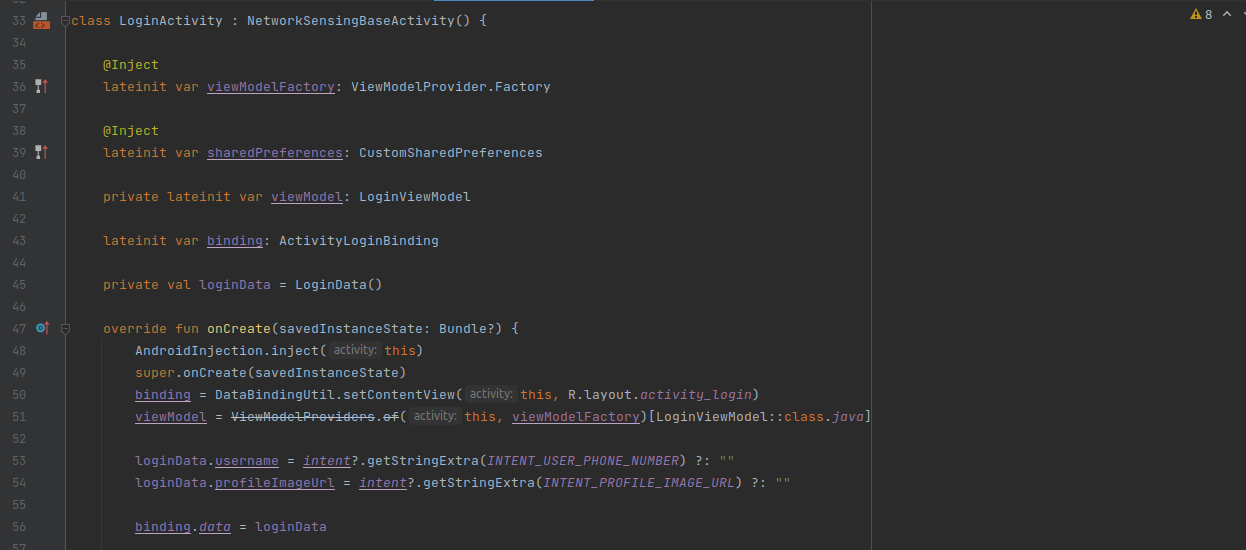 33 class LoginActivity : NetworkSensingBaseActivity() { 8
34
35 @Inject
36 lateinit var viewModelFactory: ViewModelProvider.Factory
37
38 @Inject
39 lateinit var sharedPreferences: CustomSharedPreferences
40
41 private lateinit var viewModel: LoginViewModel
42
43 lateinit var binding: ActivityLoginBinding
44
45 private val loginData = LoginData()
46
47 override fun onCreate(savedInstanceState: Bundle?) {
48 AndroidInjection.inject( activity: this)
49 super.onCreate(savedInstanceState)
50 binding = DataBindingUtil.setContentView( activity: this, R.layout.activity_login)
51 viewModel = ViewModelProviders.of( activity: this, viewModelFactory)[LoginViewModel::class.java]
52
53 loginData.username = intent?.getStringExtra(INTENT_USER_PHONE_NUMBER) ?: ""
54 loginData.profileImageUrl = intent?.getStringExtra(INTENT_PROFILE_IMAGE_URL) ?: ""
55
56 binding.data = loginData
57